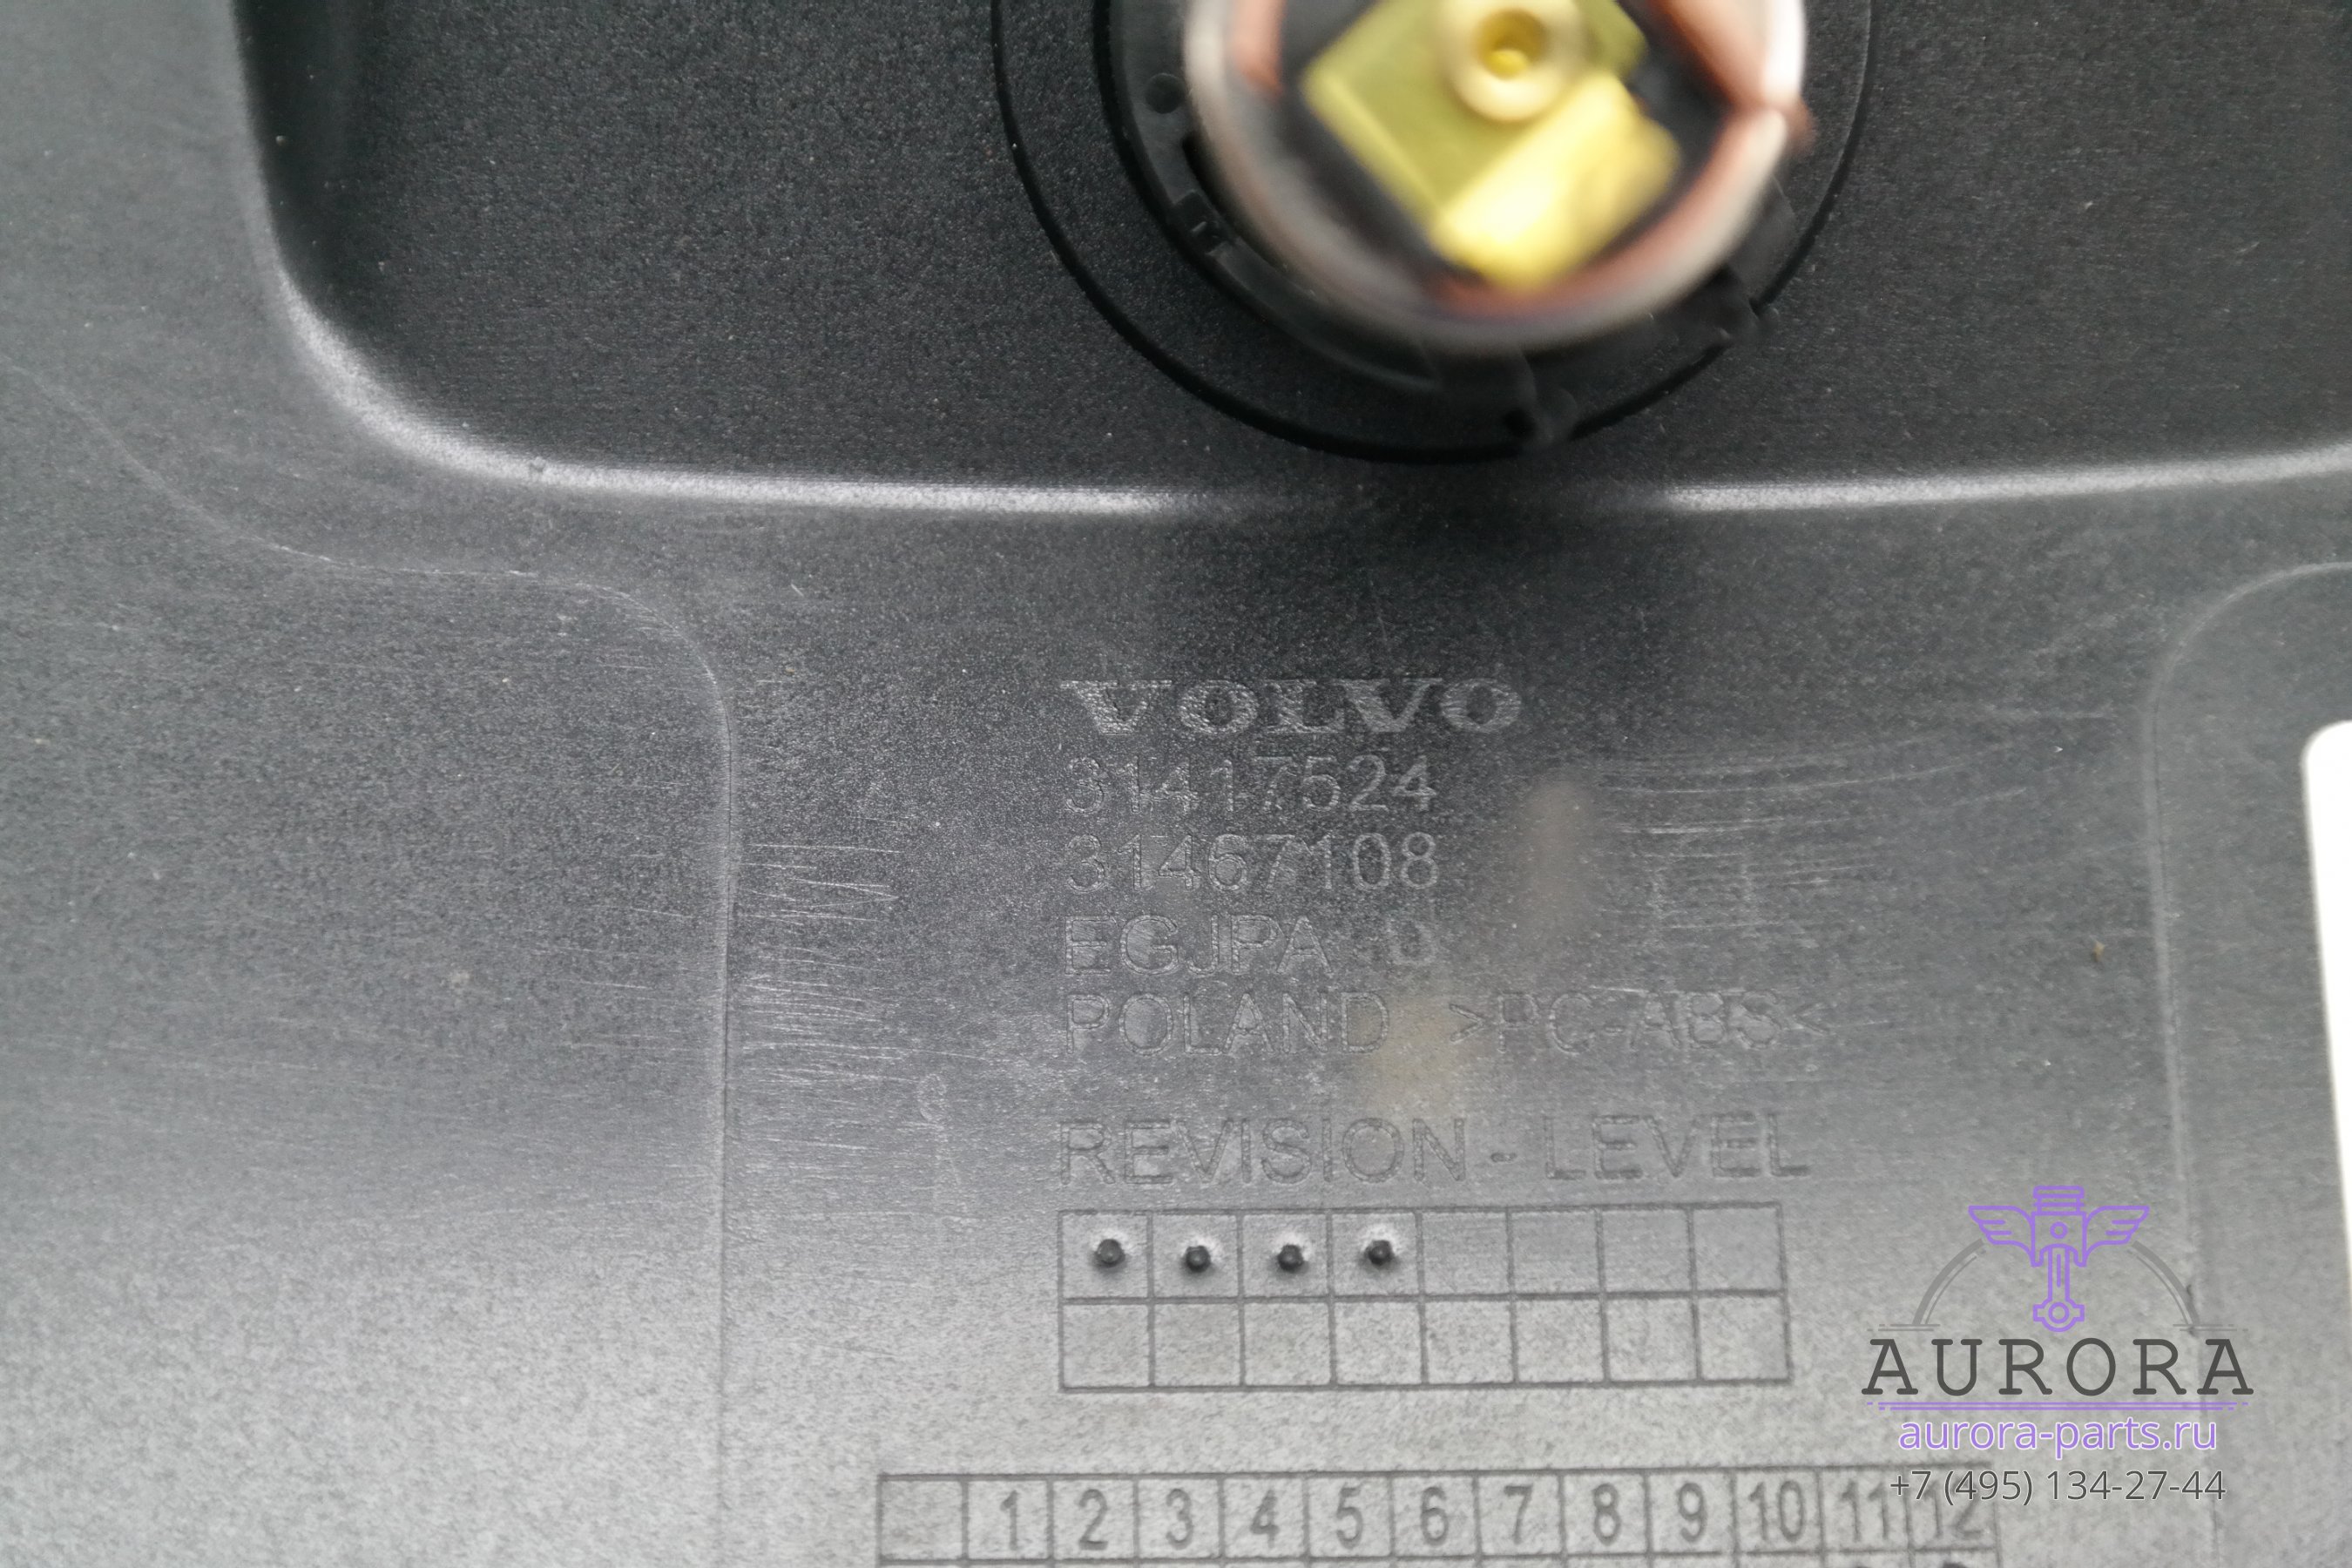 VOLVO
31417524
31467108
EGJPA D
POLAND >PC-ABS<
REVISION - LEVEL
1 2 3 4 5 6 7 8 9 10 11 12
AURORA
aurora-parts.ru
+7 (495) 134-27-44